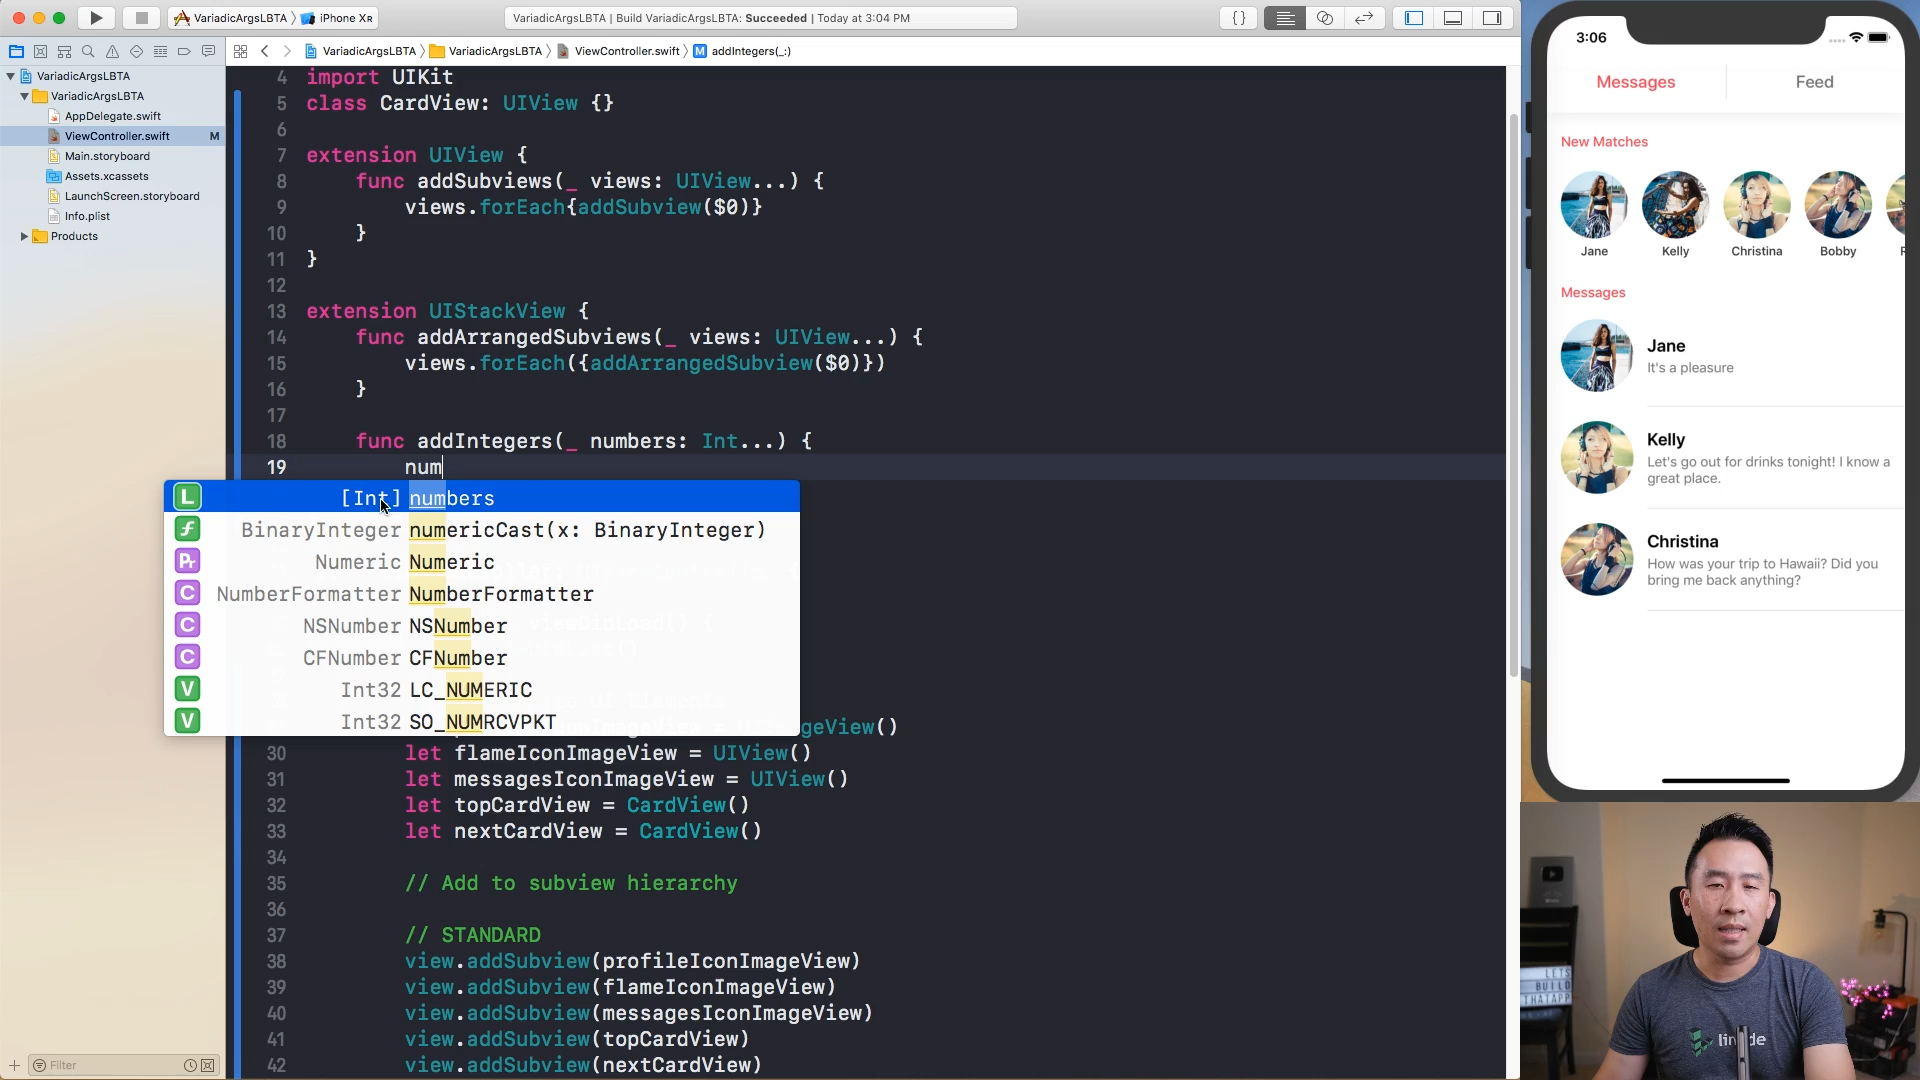 VariadicArgsLBTA
iPhone XR
VariadicArgsLBTA | Build VariadicArgsLBTA: Succeeded | Today at 3:04 PM
VariadicArgsLBTA
VariadicArgsLBTA
ViewController.swift
M addIntegers(_:)
VariadicArgsLBTA
VariadicArgsLBTA
AppDelegate.swift
ViewController.swift M
Main.storyboard
Assets.xcassets
LaunchScreen.storyboard
Info.plist
Products
Filter
4 import UIKit
5 class CardView: UIView {}
6
7 extension UIView {
8 func addSubviews(_ views: UIView...) {
9 views.forEach{addSubview($0)}
10 }
11 }
12
13 extension UIStackView {
14 func addArrangedSubviews(_ views: UIView...) {
15 views.forEach({addArrangedSubview($0)})
16 }
17
18 func addIntegers(_ numbers: Int...) {
19 num
L [Int] numbers
f BinaryInteger numericCast(x: BinaryInteger)
Pr Numeric Numeric
C NumberFormatter NumberFormatter
C NSNumber NSNumber
C CFNumber CFNumber
V Int32 LC_NUMERIC
V Int32 SO_NUMRCVPKT
viewDidLoad() {
UI Elements
ImageView = UIImageView()
30 let flameIconImageView = UIView()
31 let messagesIconImageView = UIView()
32 let topCardView = CardView()
33 let nextCardView = CardView()
34
35 // Add to subview hierarchy
36
37 // STANDARD
38 view.addSubview(profileIconImageView)
39 view.addSubview(flameIconImageView)
40 view.addSubview(messagesIconImageView)
41 view.addSubview(topCardView)
42 view.addSubview(nextCardView)
3:06
Messages Feed
New Matches
Jane Kelly Christina Bobby
Messages
Jane
It's a pleasure
Kelly
Let's go out for drinks tonight! I know a
great place.
Christina
How was your trip to Hawaii? Did you
bring me back anything?
LETS
BUILD
THATAPP